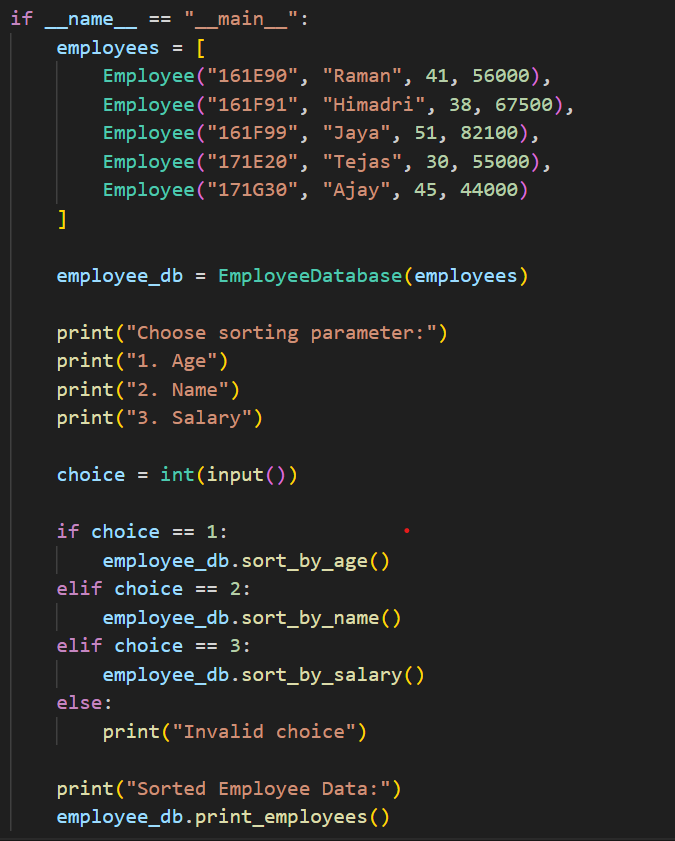 if __name__ == "__main__":
    employees = [
        Employee("161E90", "Raman", 41, 56000),
        Employee("161F91", "Himadri", 38, 67500),
        Employee("161F99", "Jaya", 51, 82100),
        Employee("171E20", "Tejas", 30, 55000),
        Employee("171G30", "Ajay", 45, 44000)
    ]

    employee_db = EmployeeDatabase(employees)

    print("Choose sorting parameter:")
    print("1. Age")
    print("2. Name")
    print("3. Salary")

    choice = int(input())

    if choice == 1:
        employee_db.sort_by_age()
    elif choice == 2:
        employee_db.sort_by_name()
    elif choice == 3:
        employee_db.sort_by_salary()
    else:
        print("Invalid choice")

    print("Sorted Employee Data:")
    employee_db.print_employees()